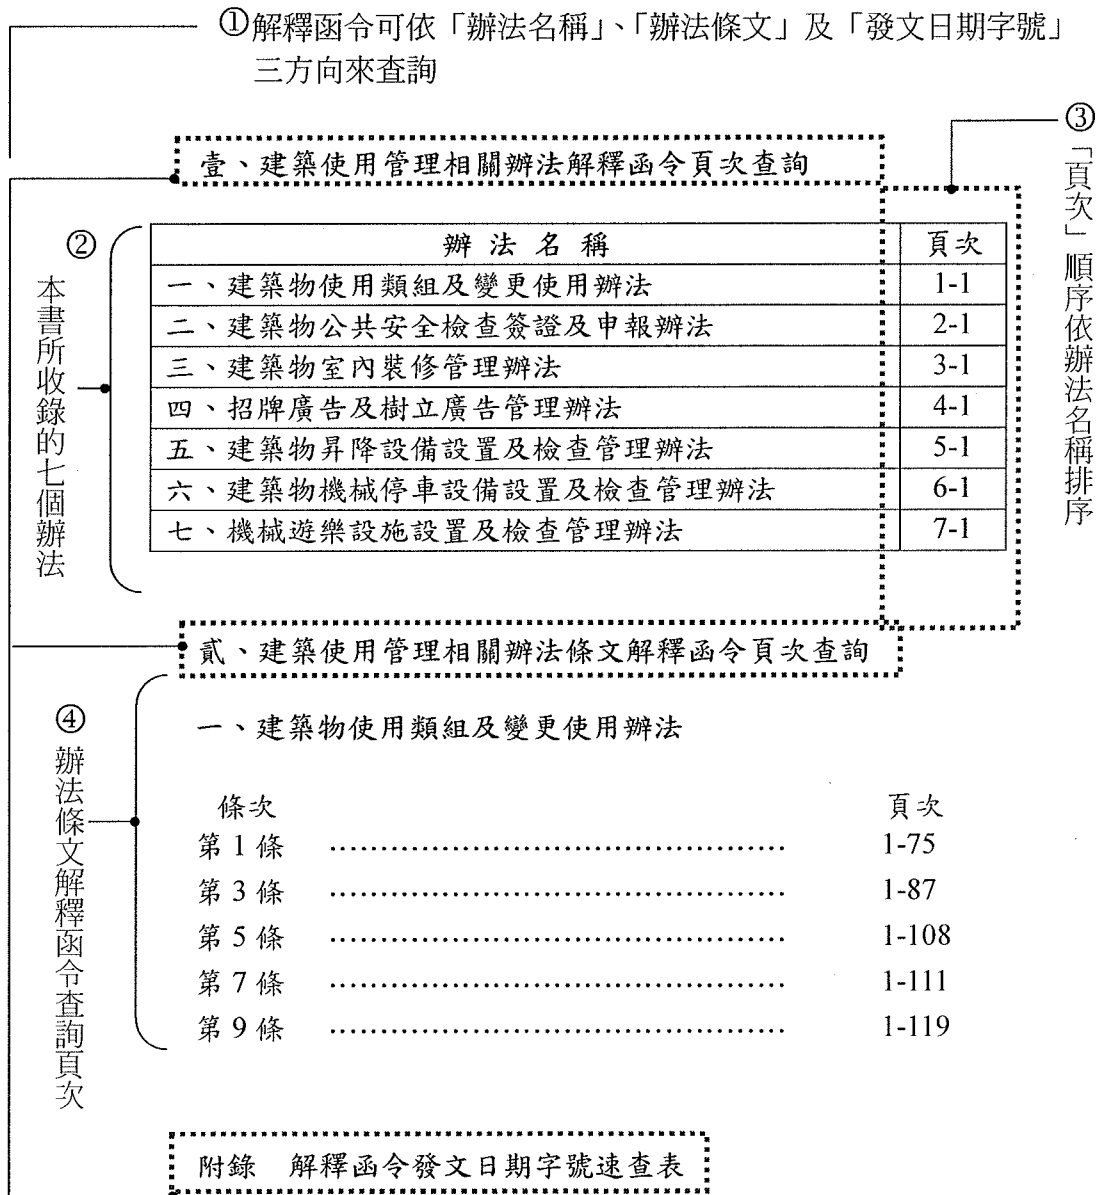 ①解釋函令可依「辦法名稱」、「辦法條文」及「發文日期字號」
三方向來查詢
③「頁次」順序依辦法名稱排序
壹、建築使用管理相關辦法解釋函令頁次查詢
②本書所收錄的七個辦法
辦法名稱 頁次
一、建築物使用類組及變更使用辦法 1-1
二、建築物公共安全檢查簽證及申報辦法 2-1
三、建築物室內裝修管理辦法 3-1
四、招牌廣告及樹立廣告管理辦法 4-1
五、建築物昇降設備設置及檢查管理辦法 5-1
六、建築物機械停車設備設置及檢查管理辦法 6-1
七、機械遊樂設施設置及檢查管理辦法 7-1
貳、建築使用管理相關辦法條文解釋函令頁次查詢
④辦法條文解釋函令查詢頁次
一、建築物使用類組及變更使用辦法
條次 頁次
第 1 條 ............................................. 1-75
第 3 條 ............................................. 1-87
第 5 條 ............................................. 1-108
第 7 條 ............................................. 1-111
第 9 條 ............................................. 1-119
附錄 解釋函令發文日期字號速查表